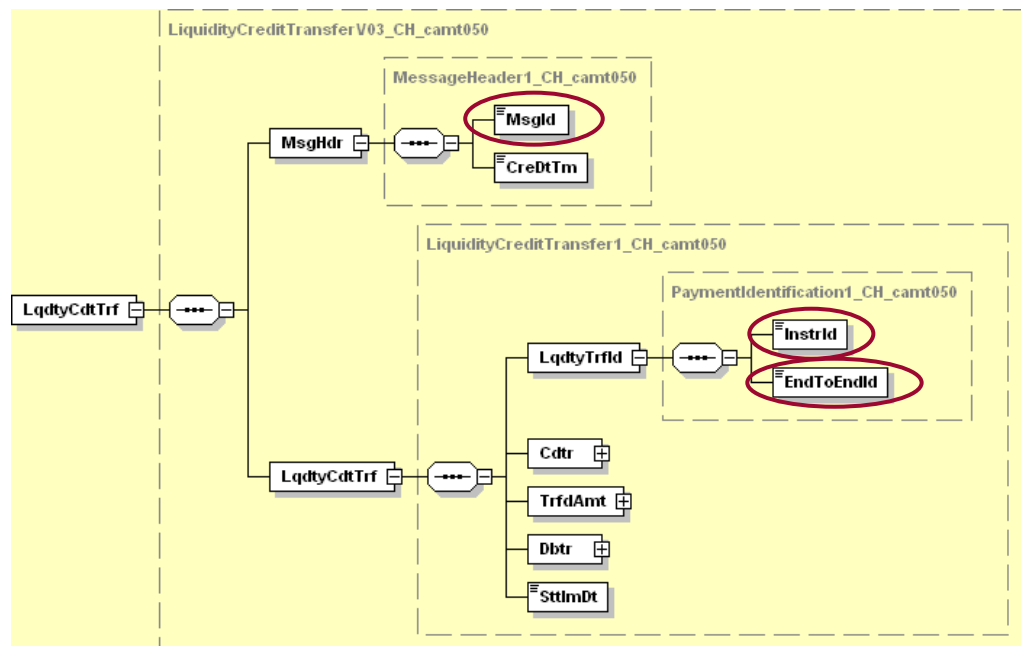 LiquidityCreditTransferV03_CH_camt050
MessageHeader1_CH_camt050
MsgId
MsgHdr
CreDtTm
LiquidityCreditTransfer1_CH_camt050
PaymentIdentification1_CH_camt050
LqdtyCdtTrf
InstrId
LqdtyTrfId
EndToEndId
Cdtr
LqdtyCdtTrf
TrfdAmt
Dbtr
SttlmDt